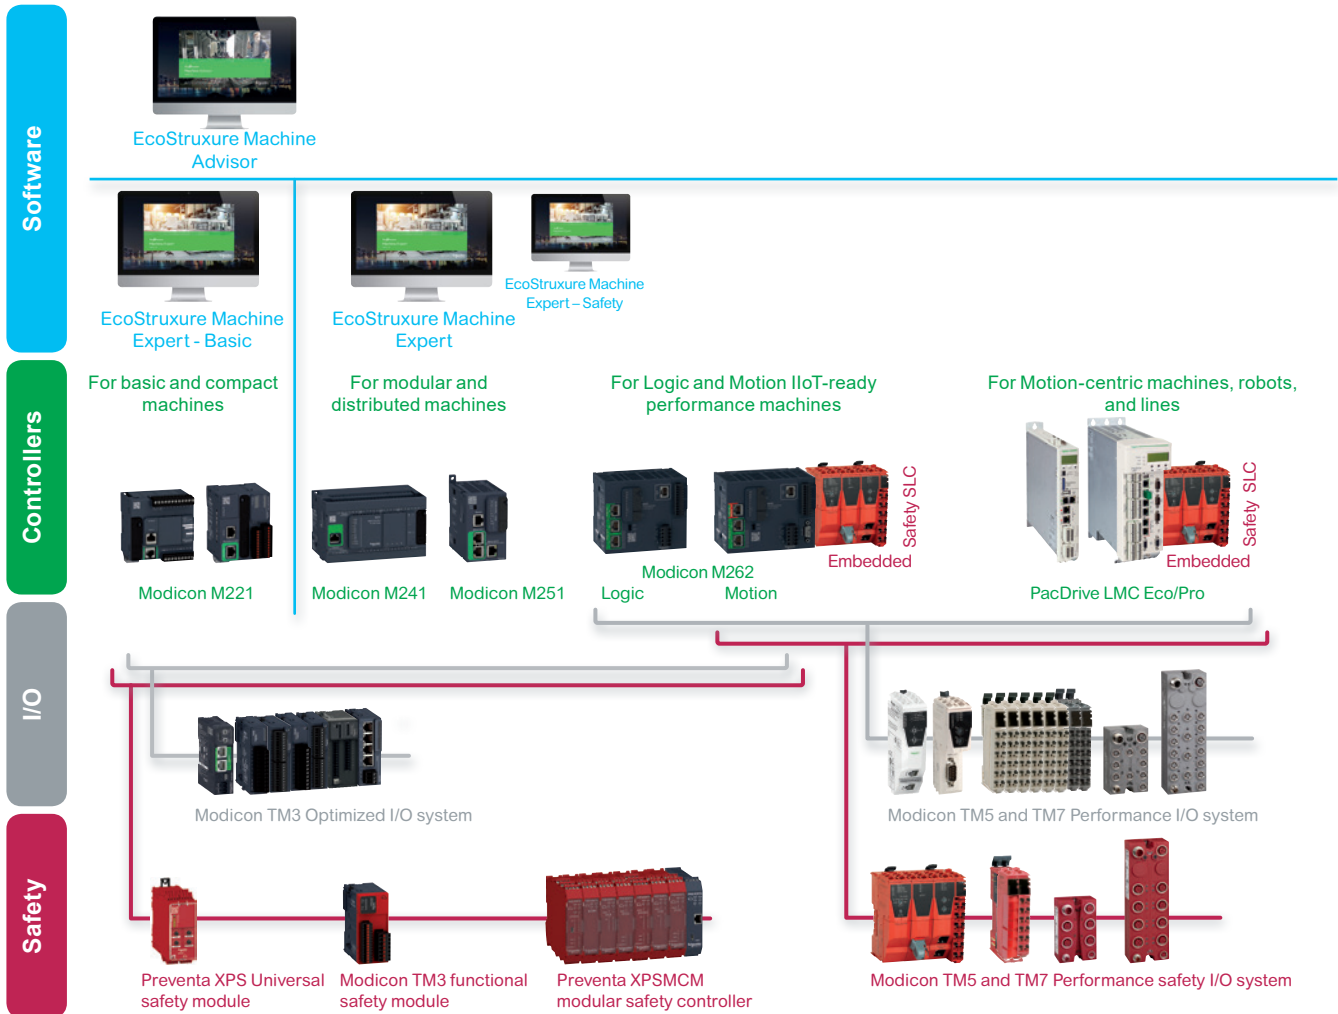 Software
EcoStruxure Machine
Advisor
EcoStruxure Machine
Expert - Basic
EcoStruxure Machine
Expert
EcoStruxure Machine
Expert – Safety
Controllers
For basic and compact
machines
For modular and
distributed machines
For Logic and Motion IIoT-ready
performance machines
For Motion-centric machines, robots,
and lines
Safety SLC
Embedded
Safety SLC
Embedded
Modicon M221
Modicon M241
Modicon M251
Modicon M262
Logic
Motion
PacDrive LMC Eco/Pro
I/O
Modicon TM3 Optimized I/O system
Modicon TM5 and TM7 Performance I/O system
Safety
Preventa XPS Universal
safety module
Modicon TM3 functional
safety module
Preventa XPSMCM
modular safety controller
Modicon TM5 and TM7 Performance safety I/O system